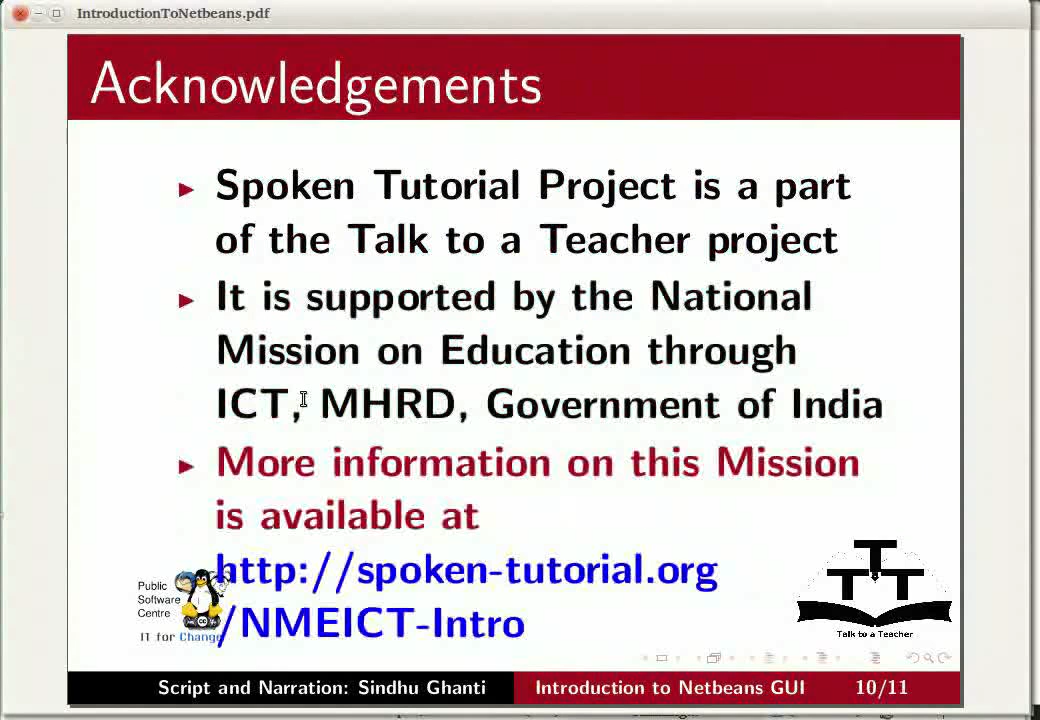 IntroductionToNetbeans.pdf
Acknowledgements
Spoken Tutorial Project is a part
of the Talk to a Teacher project
It is supported by the National
Mission on Education through
ICT, MHRD, Government of India
More information on this Mission
is available at
http://spoken-tutorial.org
/NMEICT-Intro
Public
Software
Centre
IT for Change
T T T
Talk to a Teacher
Script and Narration: Sindhu Ghanti
Introduction to Netbeans GUI
10/11